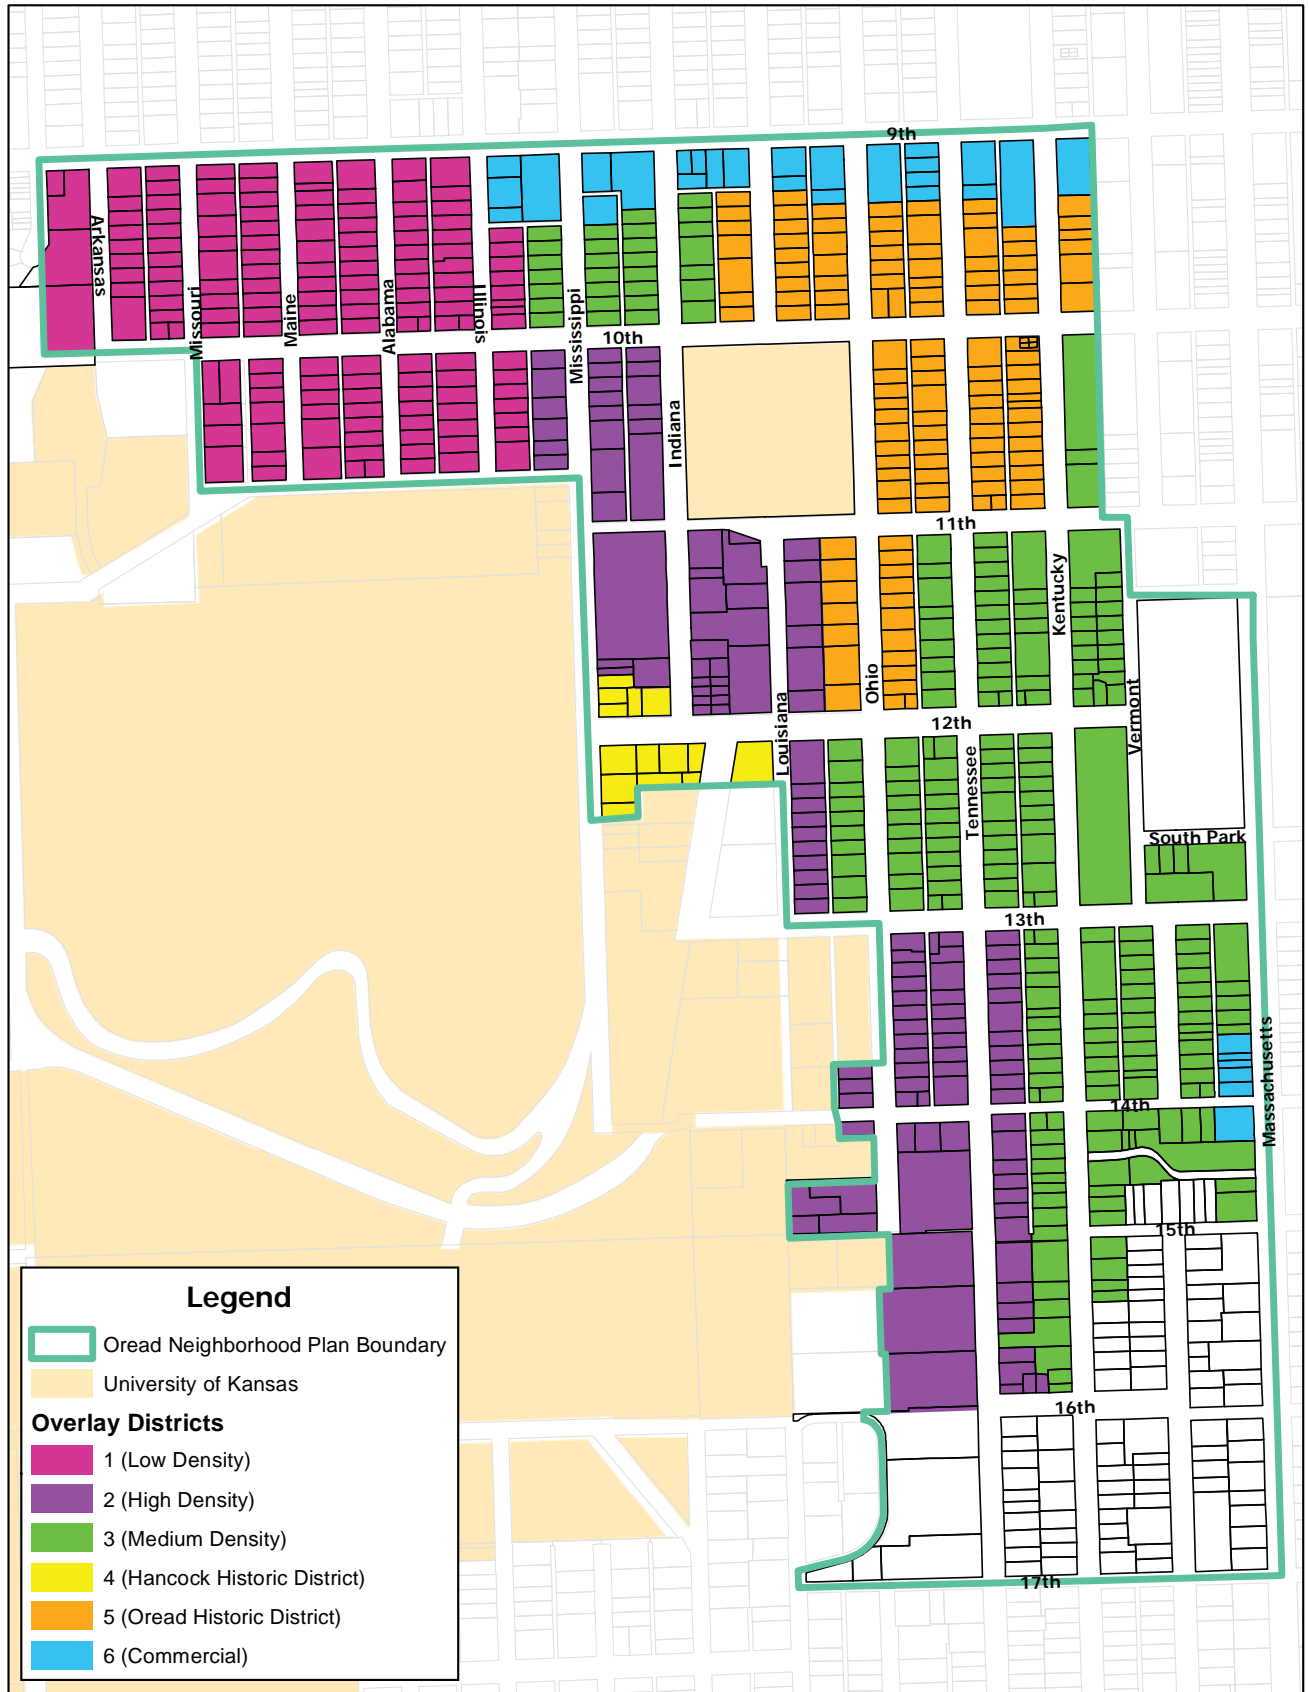 9th
Arkansas
Missouri
Maine
Alabama
Illinois
Mississippi
10th
Indiana
11th
Kentucky
Ohio
Louisiana
12th
Vermont
Tennessee
South Park
13th
Massachusetts
14th
15th
16th
17th
Legend
Oread Neighborhood Plan Boundary
University of Kansas
Overlay Districts
1 (Low Density)
2 (High Density)
3 (Medium Density)
4 (Hancock Historic District)
5 (Oread Historic District)
6 (Commercial)